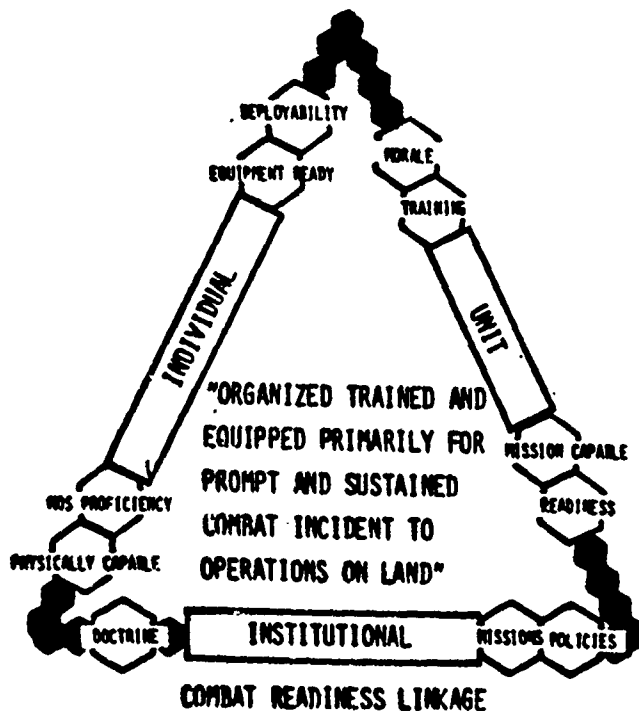 DEPLOYABILITY
EQUIPMENT READY
INDIVIDUAL
MOS PROFICIENCY
PHYSICALLY CAPABLE
MORALE
TRAINING
UNIT
MISSION CAPABLE
READINESS
"ORGANIZED TRAINED AND
EQUIPPED PRIMARILY FOR
PROMPT AND SUSTAINED
COMBAT INCIDENT TO
OPERATIONS ON LAND"
DOCTRINE
INSTITUTIONAL
MISSIONS
POLICIES
COMBAT READINESS LINKAGE